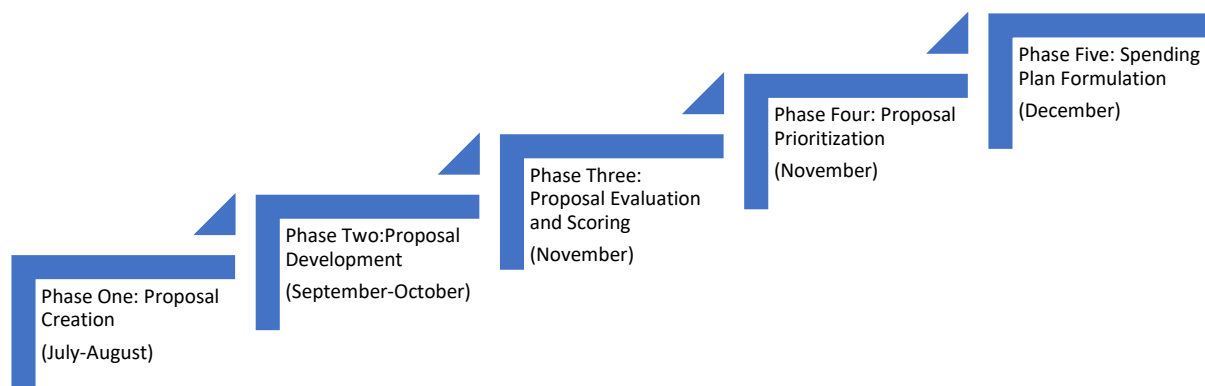 Phase One: Proposal
Creation
(July-August)
Phase Two:Proposal
Development
(September-October)
Phase Three:
Proposal Evaluation
and Scoring
(November)
Phase Four: Proposal
Prioritization
(November)
Phase Five: Spending
Plan Formulation
(December)